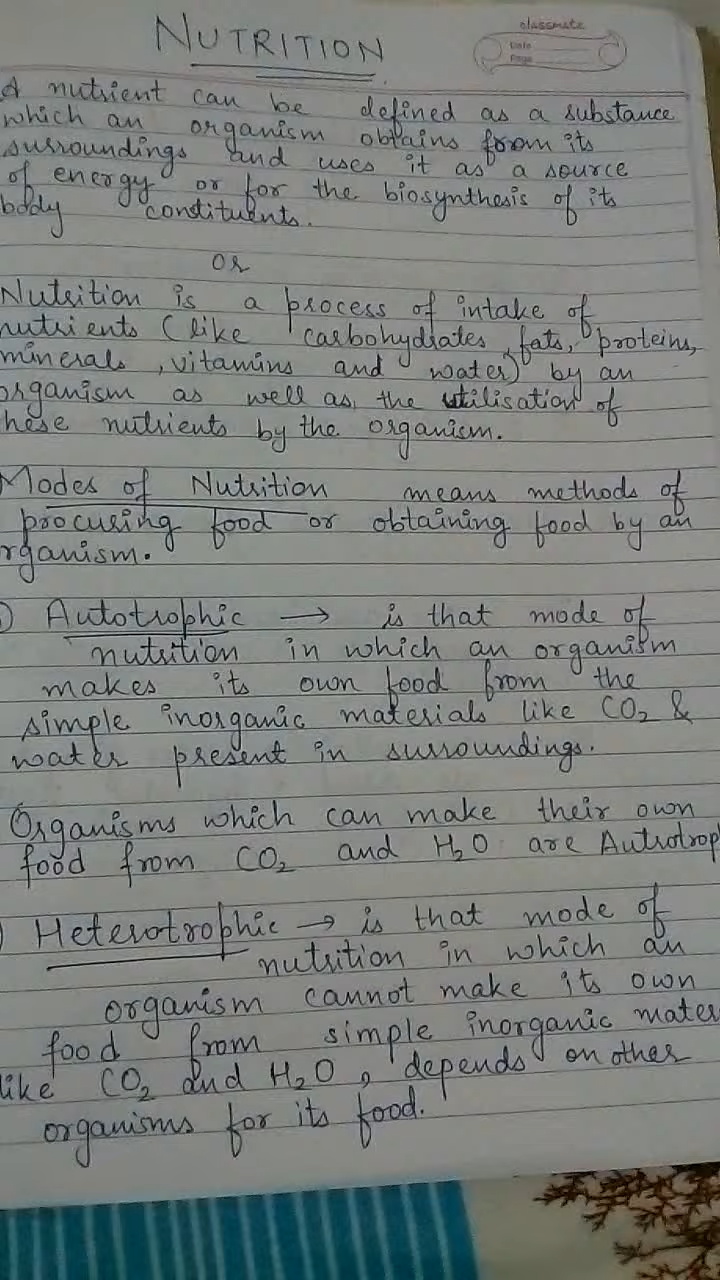 NUTRITION
classmate
Date
Page
A nutrient can be defined as a substance
which an organism obtains from its
surroundings and uses it as a source
of energy or for the biosynthesis of its
body constituents.
OR
Nutrition is a process of intake of
nutrients (like carbohydrates, fats, proteins,
minerals, vitamins and water) by an
organism as well as, the utilisation of
hese nutrients by the organism.
Modes of Nutrition means methods of
procuring food or obtaining food by an
rganism.
) Autotrophic → is that mode of
nutrition in which an organism
makes its own food from the
simple inorganic materials like CO₂ &
water present in surroundings.
Organisms which can make their own
food from CO₂ and H₂O are Autrotrop
) Heterotrophic → is that mode of
nutrition in which an
organism cannot make its own
food from simple inorganic mater
like CO₂ and H₂O, depends on other
organisms for its food.